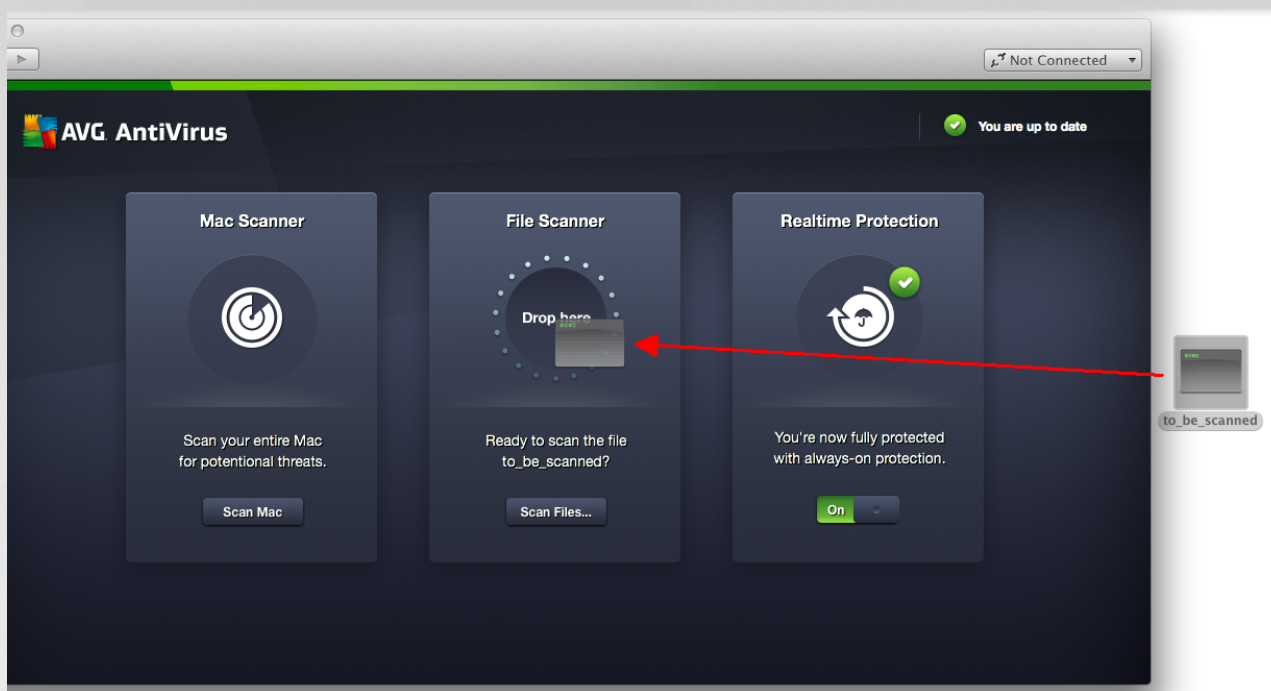 Not Connected
AVG AntiVirus
You are up to date
Mac Scanner
File Scanner
Realtime Protection
Drop here
exec
exec
to_be_scanned
Scan your entire Mac
for potentional threats.
Ready to scan the file
to_be_scanned?
You're now fully protected
with always-on protection.
Scan Mac
Scan Files...
On